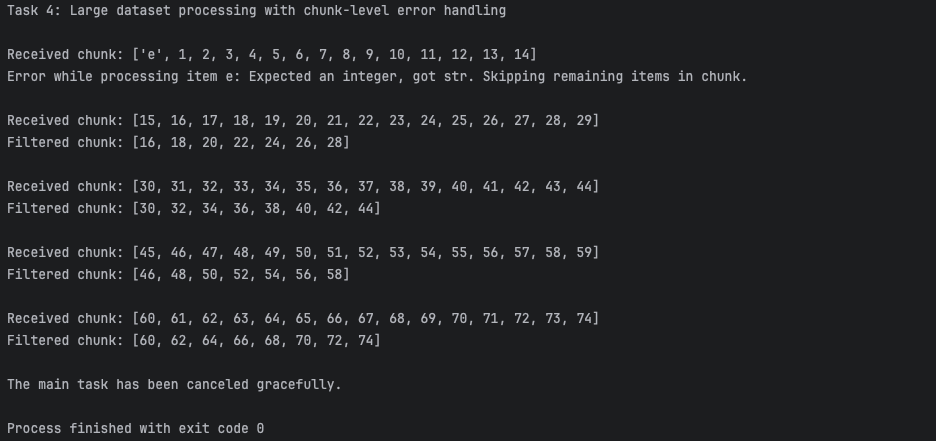 Task 4: Large dataset processing with chunk-level error handling
Received chunk: ['e', 1, 2, 3, 4, 5, 6, 7, 8, 9, 10, 11, 12, 13, 14]
Error while processing item e: Expected an integer, got str. Skipping remaining items in chunk.
Received chunk: [15, 16, 17, 18, 19, 20, 21, 22, 23, 24, 25, 26, 27, 28, 29]
Filtered chunk: [16, 18, 20, 22, 24, 26, 28]
Received chunk: [30, 31, 32, 33, 34, 35, 36, 37, 38, 39, 40, 41, 42, 43, 44]
Filtered chunk: [30, 32, 34, 36, 38, 40, 42, 44]
Received chunk: [45, 46, 47, 48, 49, 50, 51, 52, 53, 54, 55, 56, 57, 58, 59]
Filtered chunk: [46, 48, 50, 52, 54, 56, 58]
Received chunk: [60, 61, 62, 63, 64, 65, 66, 67, 68, 69, 70, 71, 72, 73, 74]
Filtered chunk: [60, 62, 64, 66, 68, 70, 72, 74]
The main task has been canceled gracefully.
Process finished with exit code 0